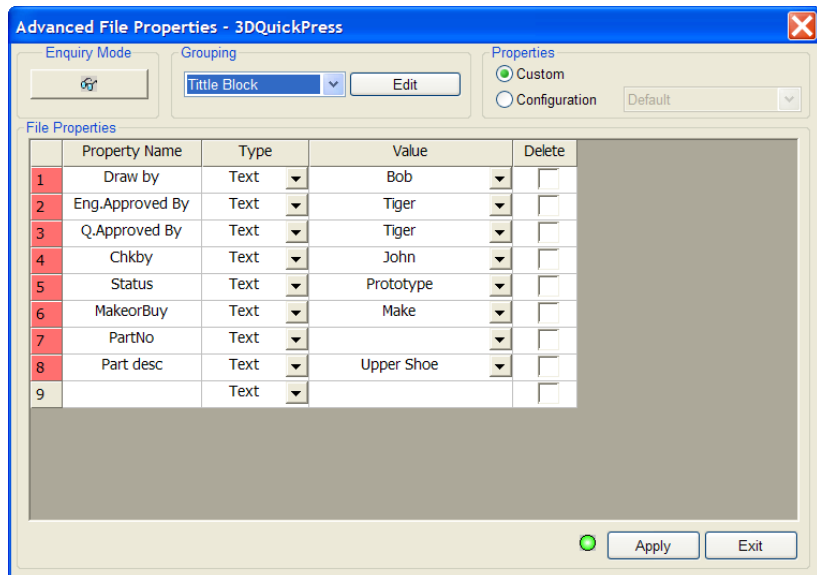 Advanced File Properties - 3DQuickPress
Enquiry Mode Grouping Properties
Tittle Block Edit Custom
Configuration Default
File Properties
Property Name Type Value Delete
1 Draw by Text Bob
2 Eng.Approved By Text Tiger
3 Q.Approved By Text Tiger
4 Chkby Text John
5 Status Text Prototype
6 MakeorBuy Text Make
7 PartNo Text
8 Part desc Text Upper Shoe
9 Text
Apply Exit